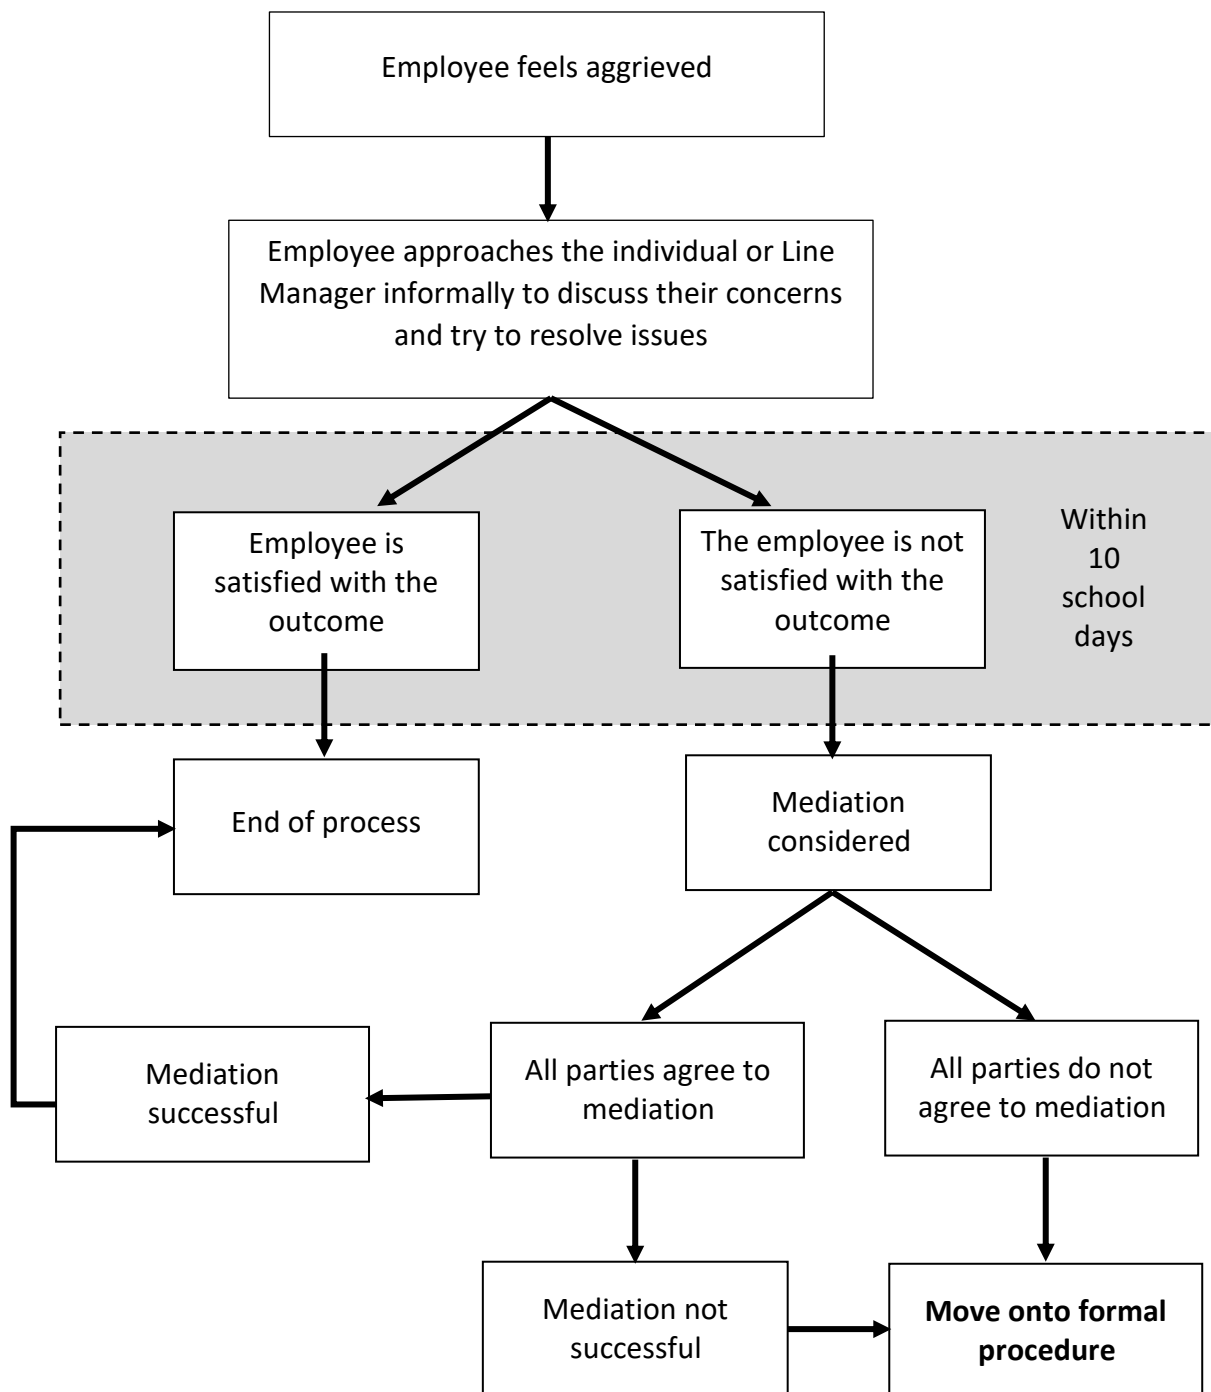 Employee feels aggrieved
Employee approaches the individual or Line
Manager informally to discuss their concerns
and try to resolve issues
Employee is
satisfied with the
outcome
The employee is not
satisfied with the
outcome
Within
10
school
days
End of process
Mediation
considered
Mediation
successful
All parties agree to
mediation
All parties do not
agree to mediation
Mediation not
successful
Move onto formal
procedure